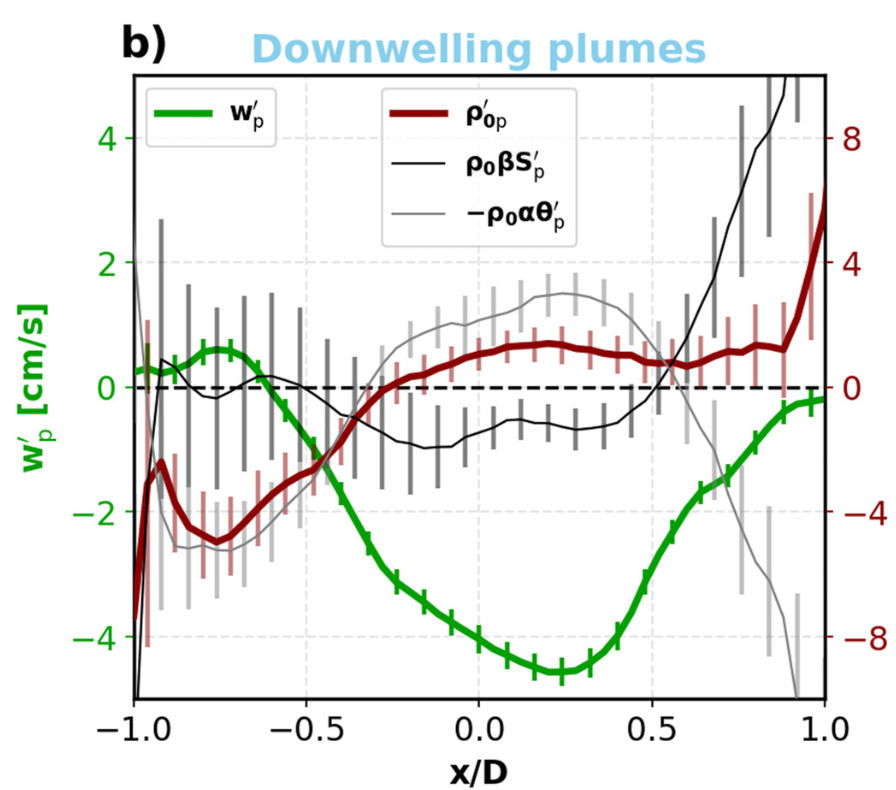 b)
Downwelling plumes
w′p
ρ′0p
ρ0βS′p
−ρ0αθ′p
4
2
0
−2
−4
8
4
0
−4
−8
w′p [cm/s]
−1.0
−0.5
0.0
0.5
1.0
x/D